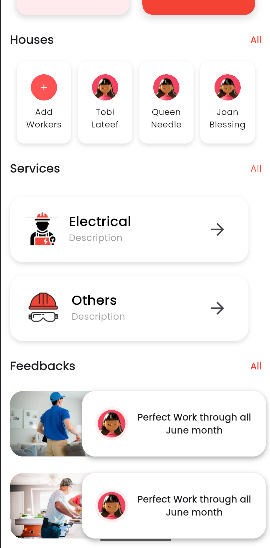 Houses
All
+
Add
Workers
Tobi
Lateef
Queen
Needle
Joan
Blessing
Services
All
Electrical
Description
Others
Description
Feedbacks
All
Perfect Work through all
June month
Perfect Work through all
June month